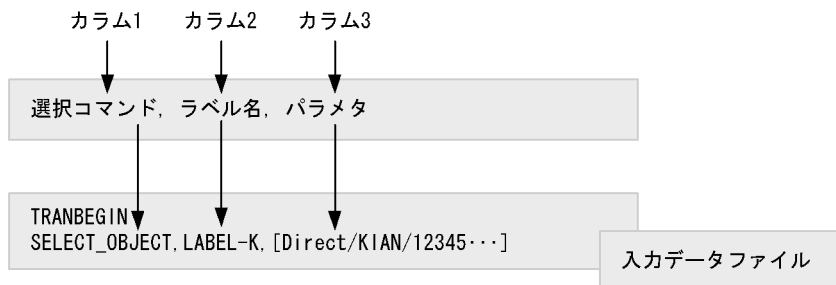 カラム1 カラム2 カラム3
選択コマンド, ラベル名, パラメタ
TRANBEGIN
SELECT_OBJECT,LABEL-K,[Direct/KIAN/12345･･･]
入力データファイル